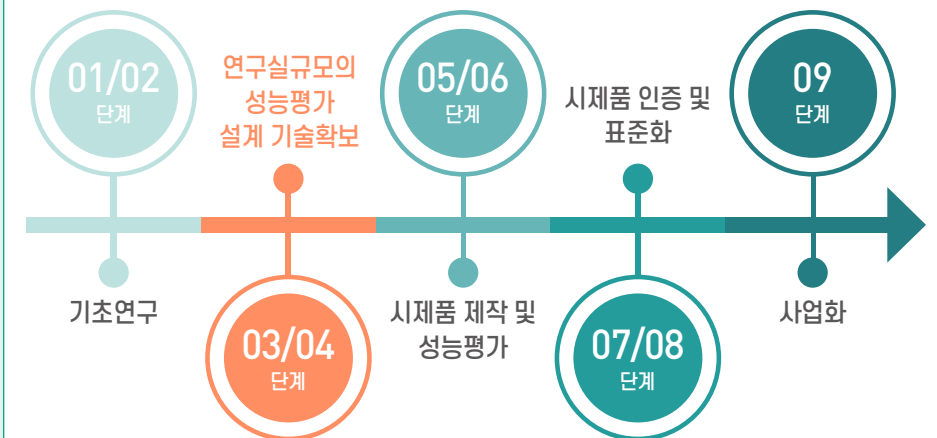 01/02
단계
기초연구
연구실규모의
성능평가
설계 기술확보
03/04
단계
05/06
단계
시제품 제작 및
성능평가
시제품 인증 및
표준화
07/08
단계
09
단계
사업화